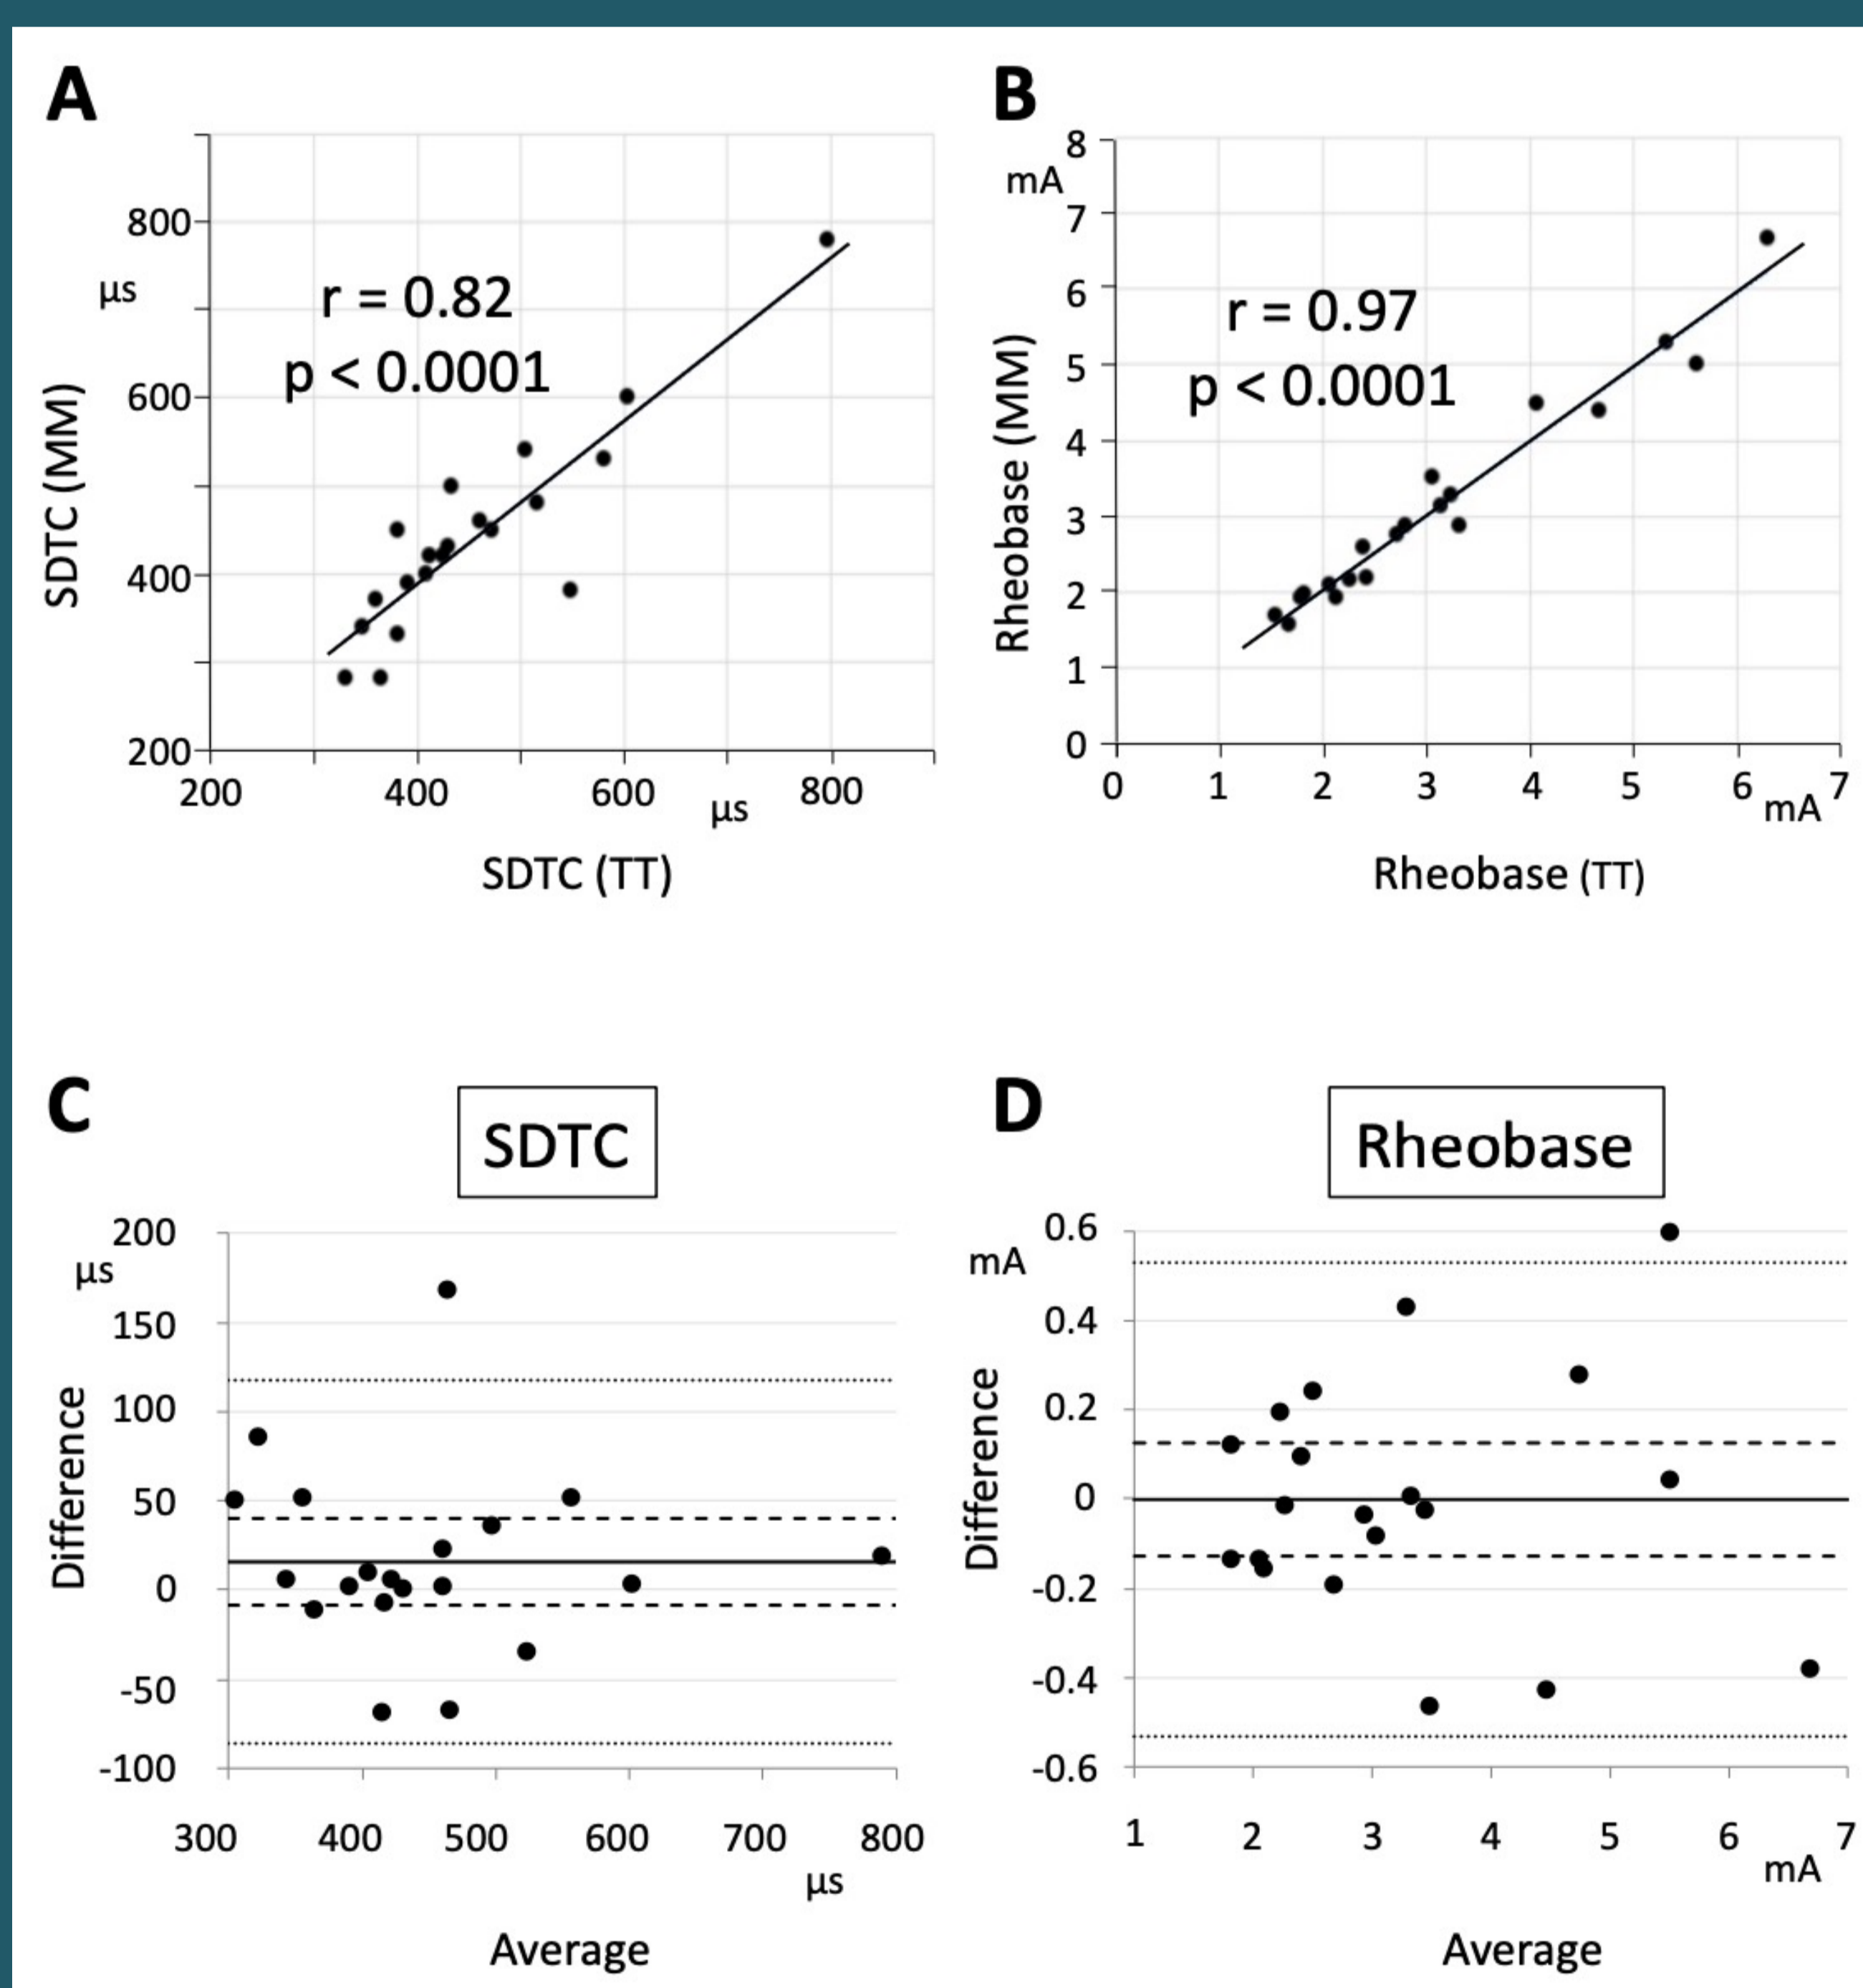 A
800
µs
600
400
200
SDTC (MM)
r = 0.82
p < 0.0001
200 400 600 800
µs
SDTC (TT)
B
8
mA
7
6
5
4
3
2
1
0
Rheobase (MM)
r = 0.97
p < 0.0001
0 1 2 3 4 5 6 7
mA
Rheobase (TT)
C
SDTC
200
µs
150
100
50
0
-50
-100
Difference
300 400 500 600 700 800
µs
Average
D
Rheobase
0.6
mA
0.4
0.2
0
-0.2
-0.4
-0.6
Difference
1 2 3 4 5 6 7
mA
Average